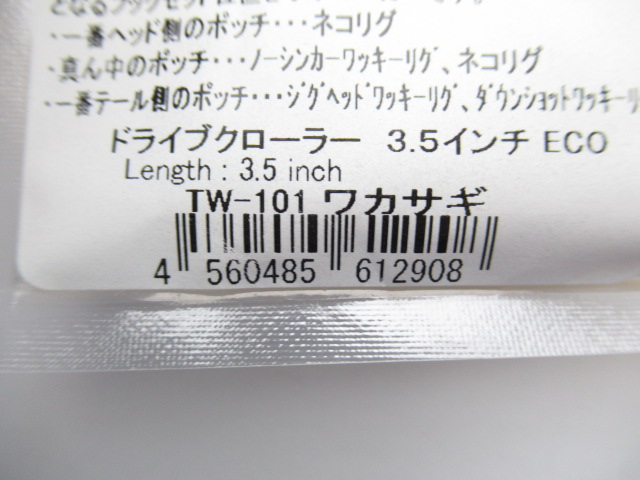 ・一番ヘッド側のポッチ・・・ネコリグ
・真ん中のポッチ・・・ﾉｰｼﾝｶｰﾜｯｷｰﾘｸﾞ、ネコリグ
・一番テール側のポッチ・・・ｼﾞｸﾞﾍｯﾄﾞﾜｯｷｰﾘｸﾞ、ﾀﾞｳﾝｼｮｯﾄﾜｯｷｰ
ドライブクローラー 3.5インチ ECO
Length : 3.5 inch
TW-101 ワカサギ
4 560485 612908